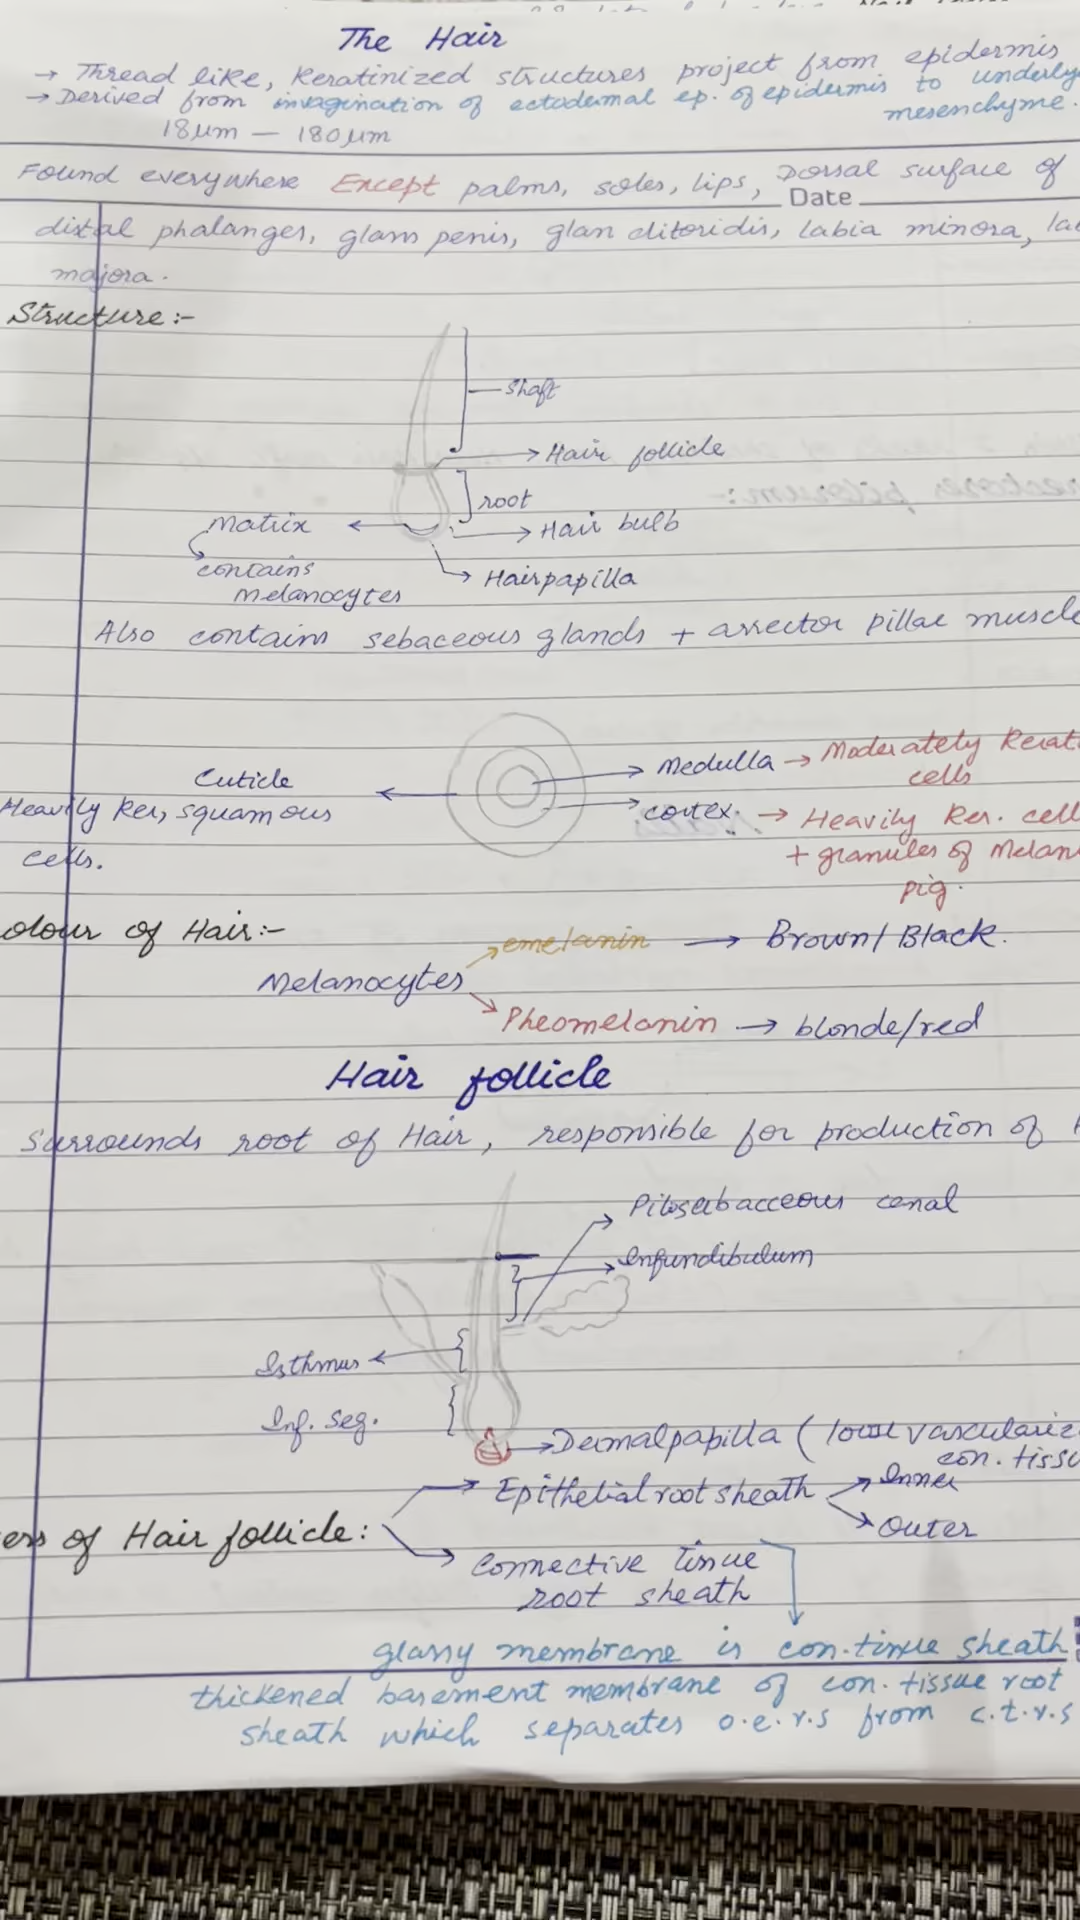 The Hair
→ Thread like, Keratinized structures project from epidermis
→ Derived from invagination of ectodermal ep. of epidermis to underly
mesenchyme.
18µm — 180µm
Found everywhere Except palms, soles, lips, Dorsal surface of
Date
distal phalanges, glans penis, glan clitoridis, labia minora, la
majora.
Structure:-
shaft
Hair follicle
root
Matrix
Hair bulb
contains
melanocytes
Hairpapilla
Also contains sebaceous glands + arrector pillae muscle
Medulla → Moderately Kerat
cells
Cuticle
Heavily Ker, squamous
cells.
cortex. → Heavily Ker. cell
+ granules of Melan
pig.
olour of Hair:-
Melanocytes
emelanin → Brown/ Black.
Pheomelanin → blonde/red
Hair follicle
Surrounds root of Hair, responsible for production of
Pilosebacceous canal
Infundibulum
Isthmus
Inf. Seg.
Dermalpapilla (
vasculariz
con. tissu
Epithelial root sheath
Inner
Outer
ers of Hair follicle:
Connective tissue
root sheath
glassy membrane is con. tinue sheath
thickened basement membrane of con. tissue root
sheath which separates o.e.r.s from c.t.r.s